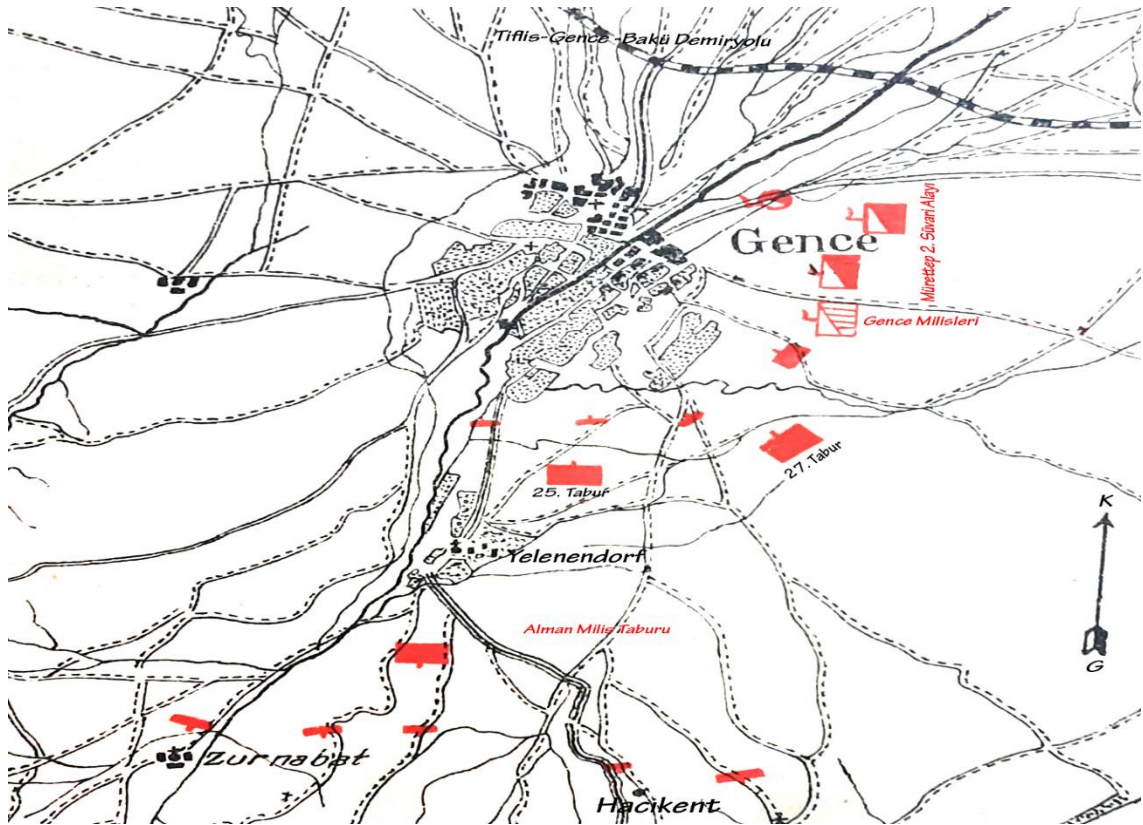 Tiflis-Gence -Bakü Demiryolu
Gence
Mürettep 2. Süvari Alayı
Gence Milisleri
27. Tabur
25. Tabur
K
Yelenendorf
Alman Milis Taburu
G
Zurnabat
Hacikent